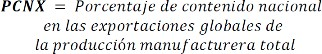 PCNX = Porcentaje de contenido nacional
en las exportaciones globales de
la producción manufacturera total